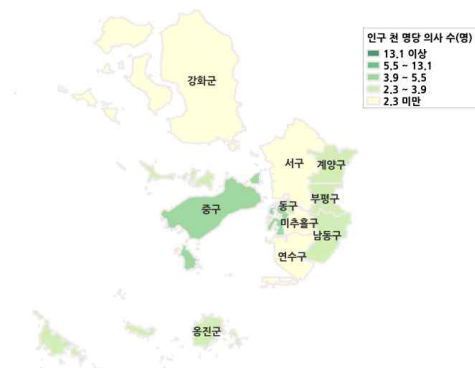 인구 천 명당 의사 수(명)
13.1 이상
5.5 ~ 13.1
3.9 ~ 5.5
2.3 ~ 3.9
2.3 미만
강화군
서구
계양구
부평구
중구
동구
미추홀구
남동구
연수구
옹진군